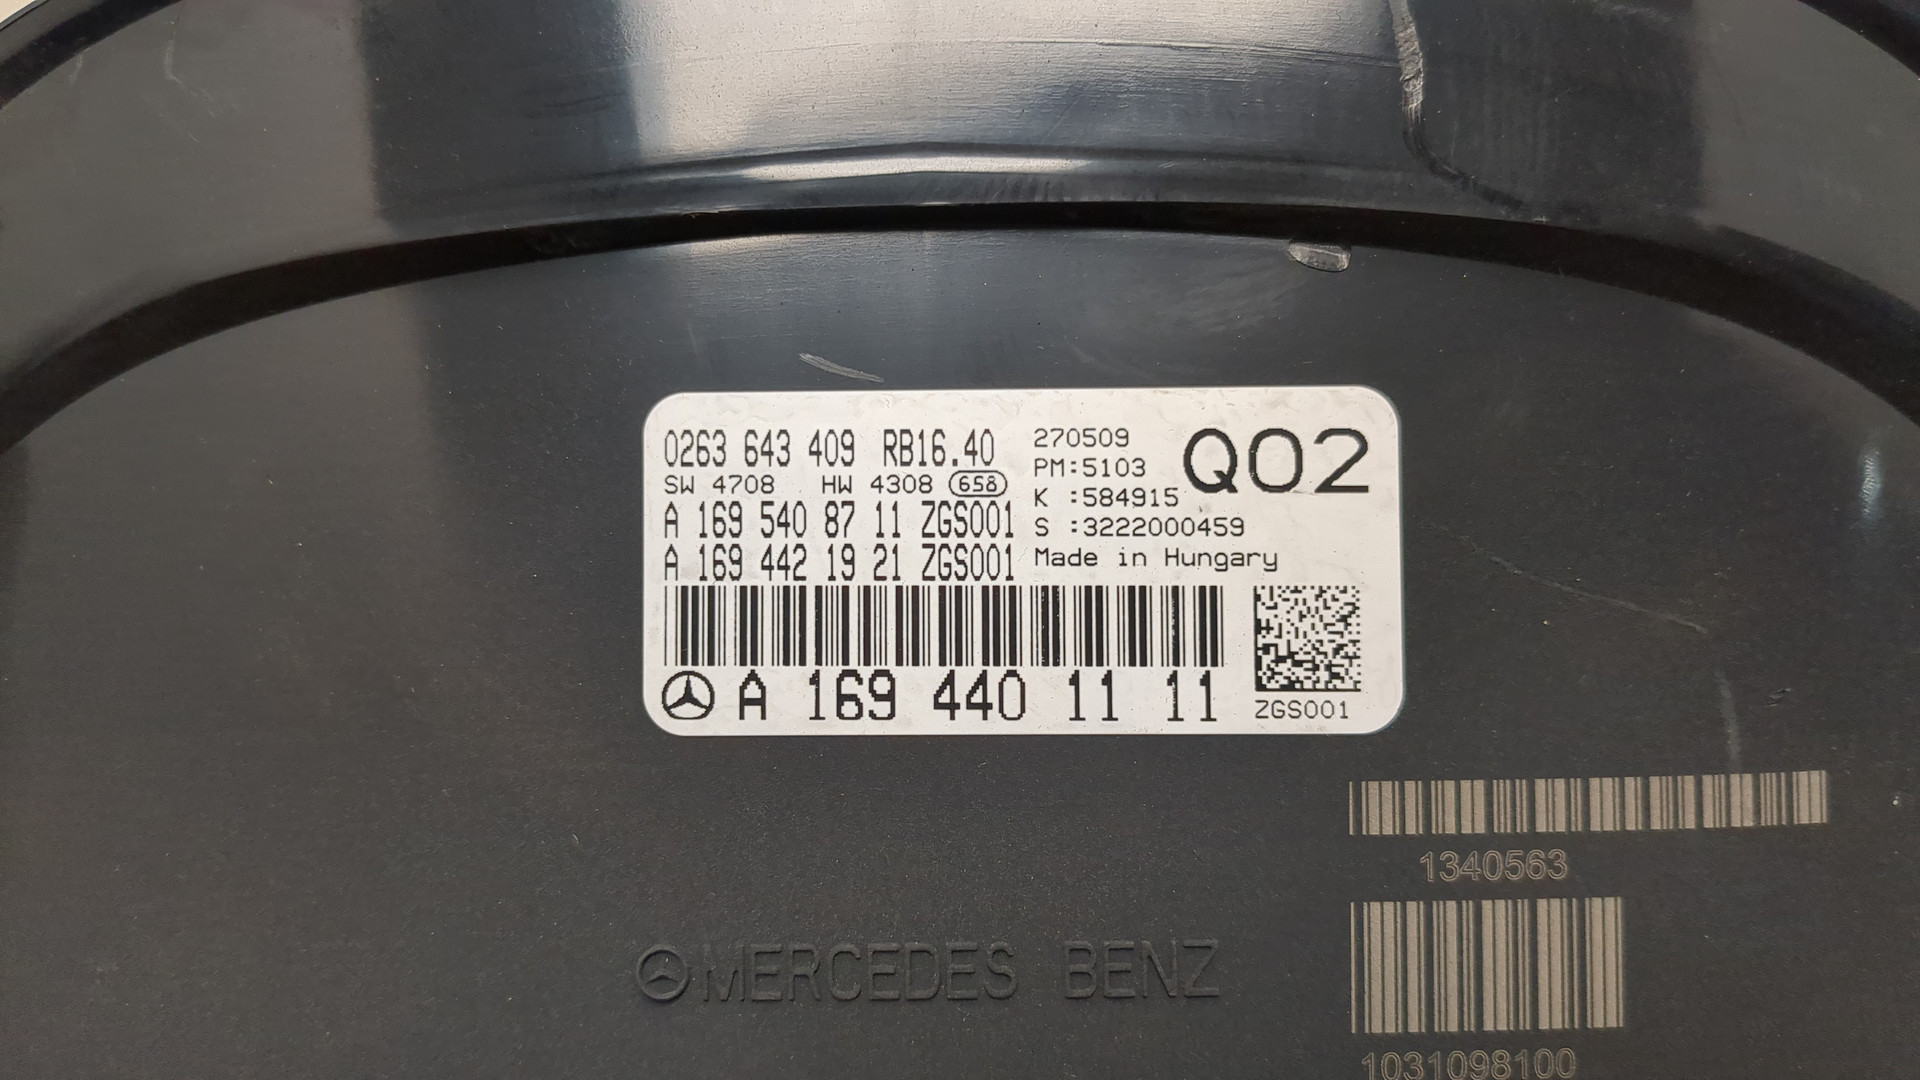 0263 643 409 RB16.40
SW 4708 HW 4308 658
A 169 540 87 11 ZGS001
A 169 442 19 21 ZGS001
270509
PM:5103
K :584915
S :3222000459
Made in Hungary
Q02
A 169 440 11 11
ZGS001
1340563
MERCEDES BENZ
1031098100